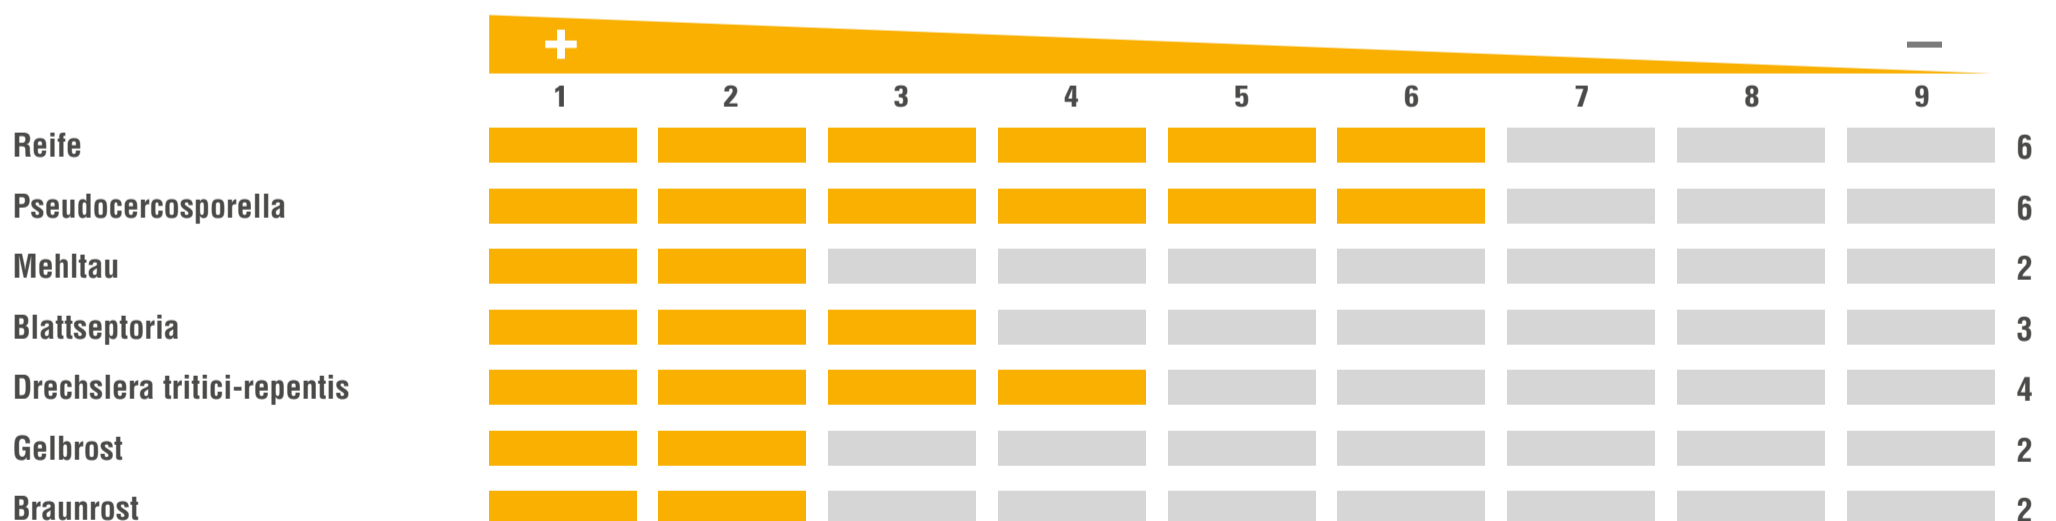 + –
1 2 3 4 5 6 7 8 9
Reife 6
Pseudocercosporella 6
Mehltau 2
Blattseptoria 3
Drechslera tritici-repentis 4
Gelbrost 2
Braunrost 2